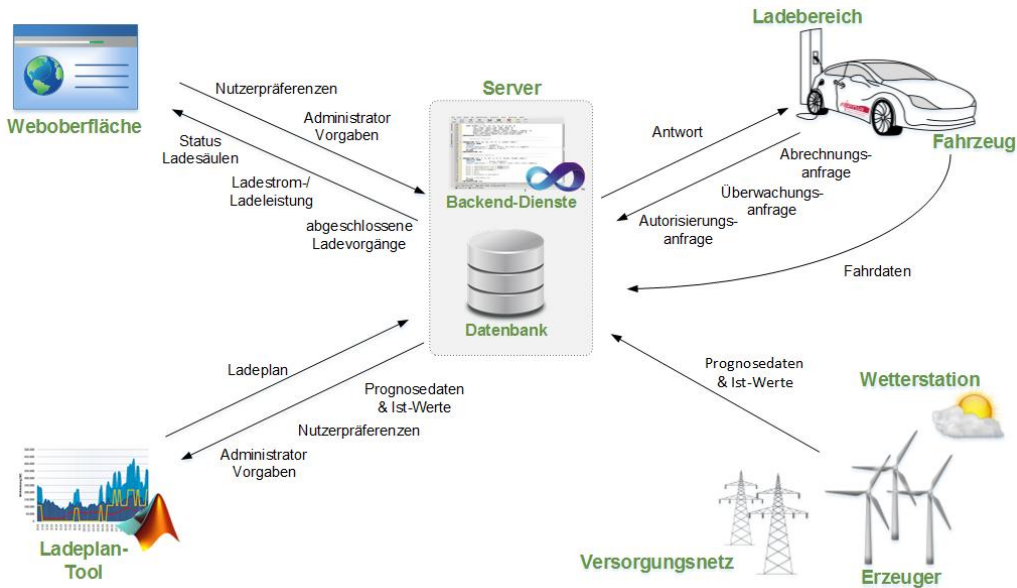 Ladebereich
Server
Nutzerpräferenzen
Administrator
Vorgaben
Weboberfläche
Status
Ladesäulen
Ladestrom-/
Ladeleistung
abgeschlossene
Ladevorgänge
Backend-Dienste
Datenbank
Antwort
Fahrzeug
Abrechnungs-
anfrage
Überwachungs-
anfrage
Autorisierungs-
anfrage
Fahrdaten
Ladeplan
Prognosedaten
& Ist-Werte
Nutzerpräferenzen
Administrator
Vorgaben
Ladeplan-
Tool
Prognosedaten
& Ist-Werte
Wetterstation
Versorgungsnetz
Erzeuger